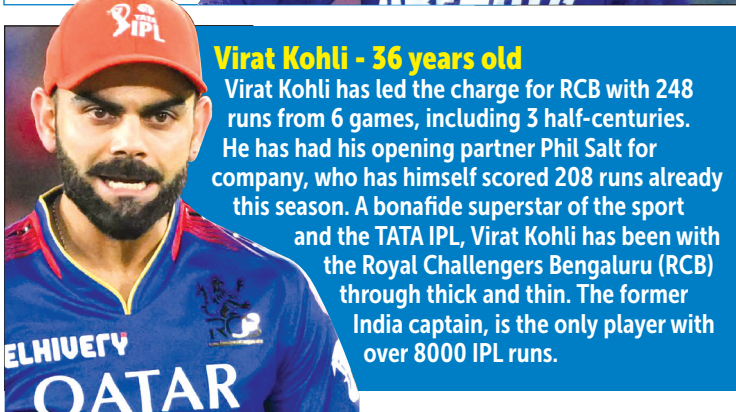 TATA
IPL
Virat Kohli - 36 years old
Virat Kohli has led the charge for RCB with 248
runs from 6 games, including 3 half-centuries.
He has had his opening partner Phil Salt for
company, who has himself scored 208 runs already
this season. A bonafide superstar of the sport
and the TATA IPL, Virat Kohli has been with
the Royal Challengers Bengaluru (RCB)
through thick and thin. The former
India captain, is the only player with
over 8000 IPL runs.
RCB
ELHIVERY
QATAR